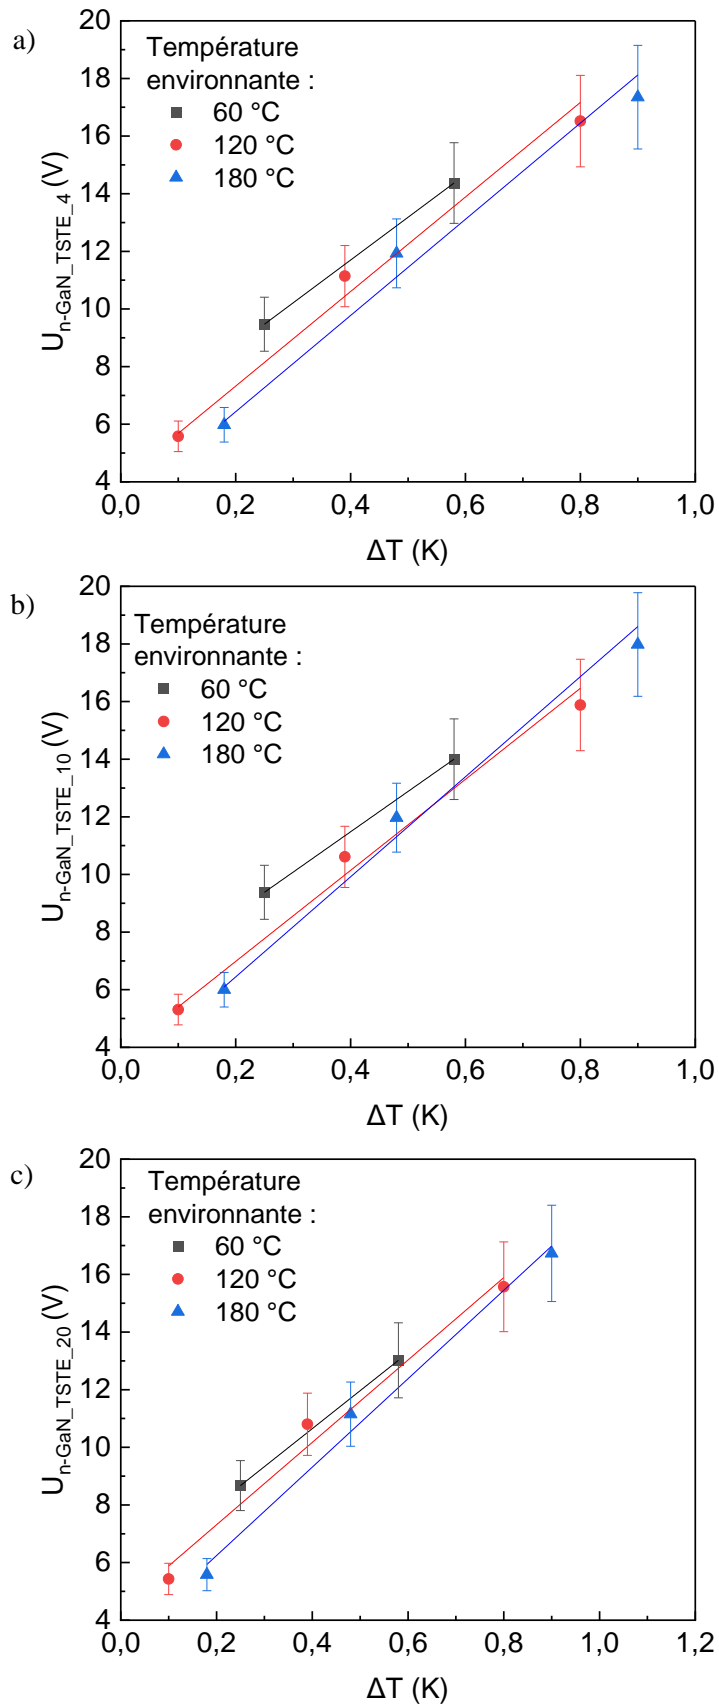 a)
20
18
16
14
12
10
8
6
4
U_n-GaN_TSTE_4 (V)
Température
environnante :
60 °C
120 °C
180 °C
0,0 0,2 0,4 0,6 0,8 1,0
ΔT (K)
b)
20
18
16
14
12
10
8
6
4
U_n-GaN_TSTE_10 (V)
Température
environnante :
60 °C
120 °C
180 °C
0,0 0,2 0,4 0,6 0,8 1,0
ΔT (K)
c)
20
18
16
14
12
10
8
6
4
U_n-GaN_TSTE_20 (V)
Température
environnante :
60 °C
120 °C
180 °C
0,0 0,2 0,4 0,6 0,8 1,0 1,2
ΔT (K)